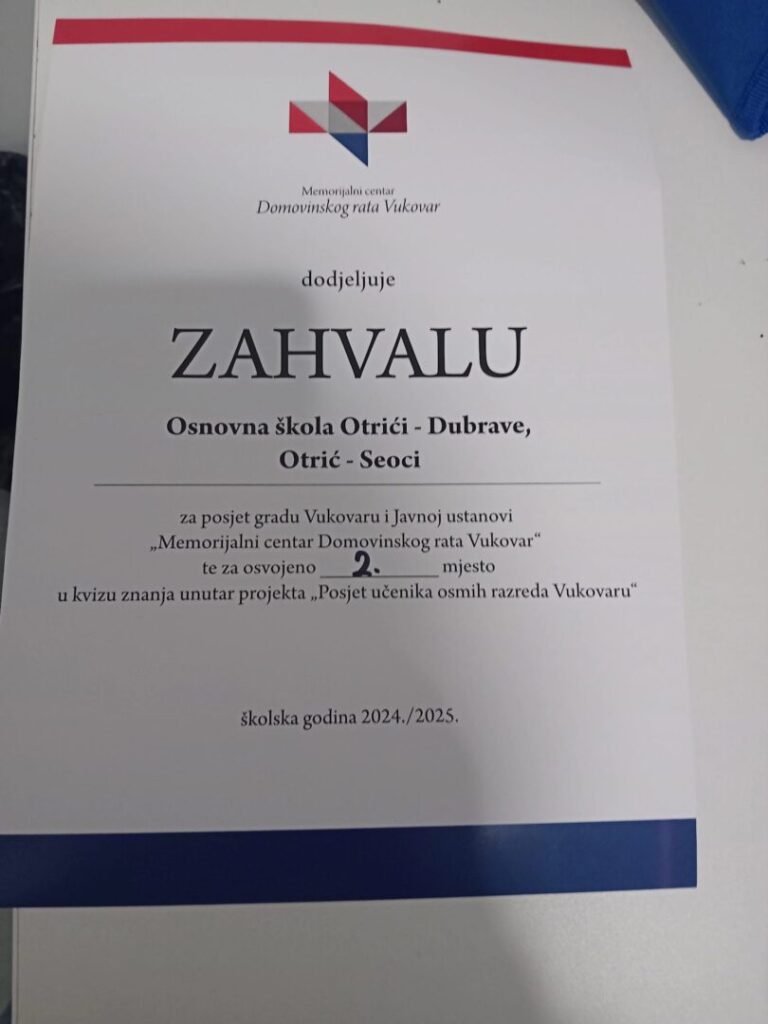 Memorijalni centar
Domovinskog rata Vukovar
dodjeljuje
ZAHVALU
Osnovna škola Otrići - Dubrave,
Otrić - Seoci
za posjet gradu Vukovaru i Javnoj ustanovi
„Memorijalni centar Domovinskog rata Vukovar“
te za osvojeno 2. mjesto
u kvizu znanja unutar projekta „Posjet učenika osmih razreda Vukovaru“
školska godina 2024./2025.